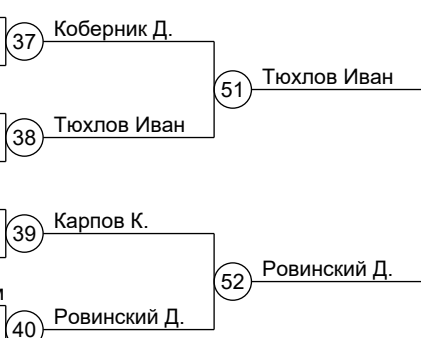 37 Коберник Д.
51 Тюхлов Иван
38 Тюхлов Иван
39 Карпов К.
52 Ровинский Д.
40 Ровинский Д.